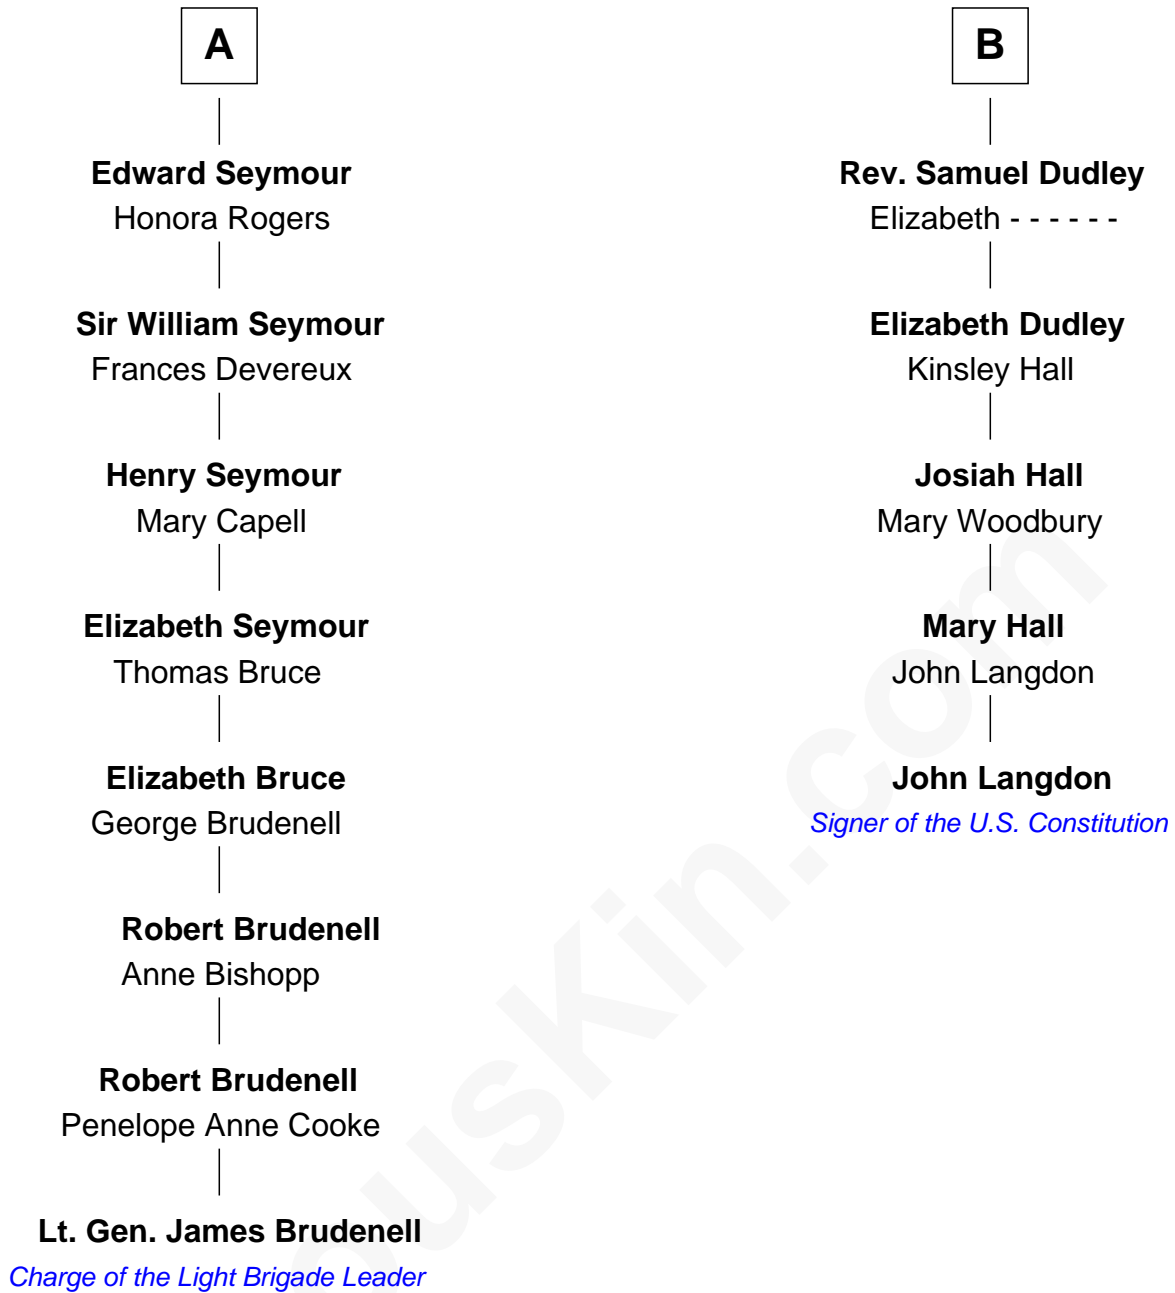 A
Edward Seymour
Honora Rogers
Sir William Seymour
Frances Devereux
Henry Seymour
Mary Capell
Elizabeth Seymour
Thomas Bruce
Elizabeth Bruce
George Brudenell
Robert Brudenell
Anne Bishopp
Robert Brudenell
Penelope Anne Cooke
Lt. Gen. James Brudenell
Charge of the Light Brigade Leader
B
Rev. Samuel Dudley
Elizabeth - - - - - -
Elizabeth Dudley
Kinsley Hall
Josiah Hall
Mary Woodbury
Mary Hall
John Langdon
John Langdon
Signer of the U.S. Constitution
ousKin.com